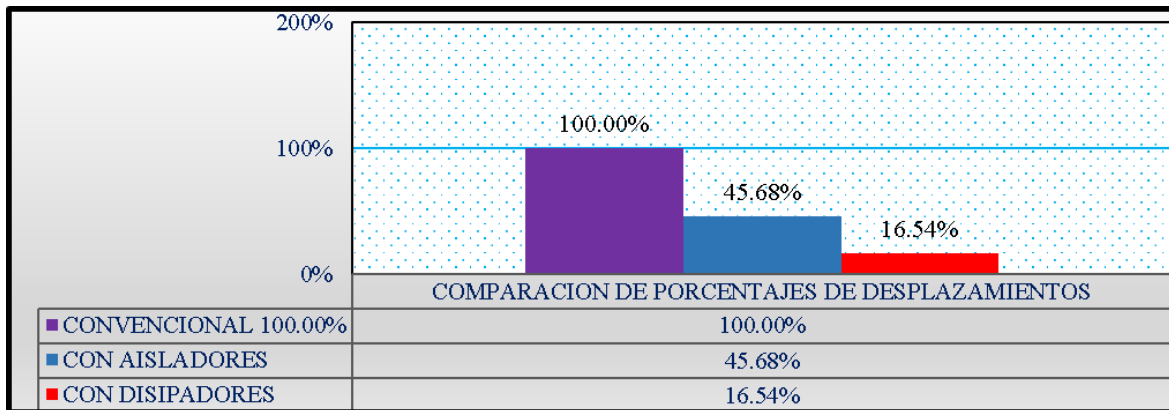 200%
100.00%
100%
45.68%
16.54%
0%
COMPARACION DE PORCENTAJES DE DESPLAZAMIENTOS
CONVENCIONAL 100.00% 100.00%
CON AISLADORES 45.68%
CON DISIPADORES 16.54%